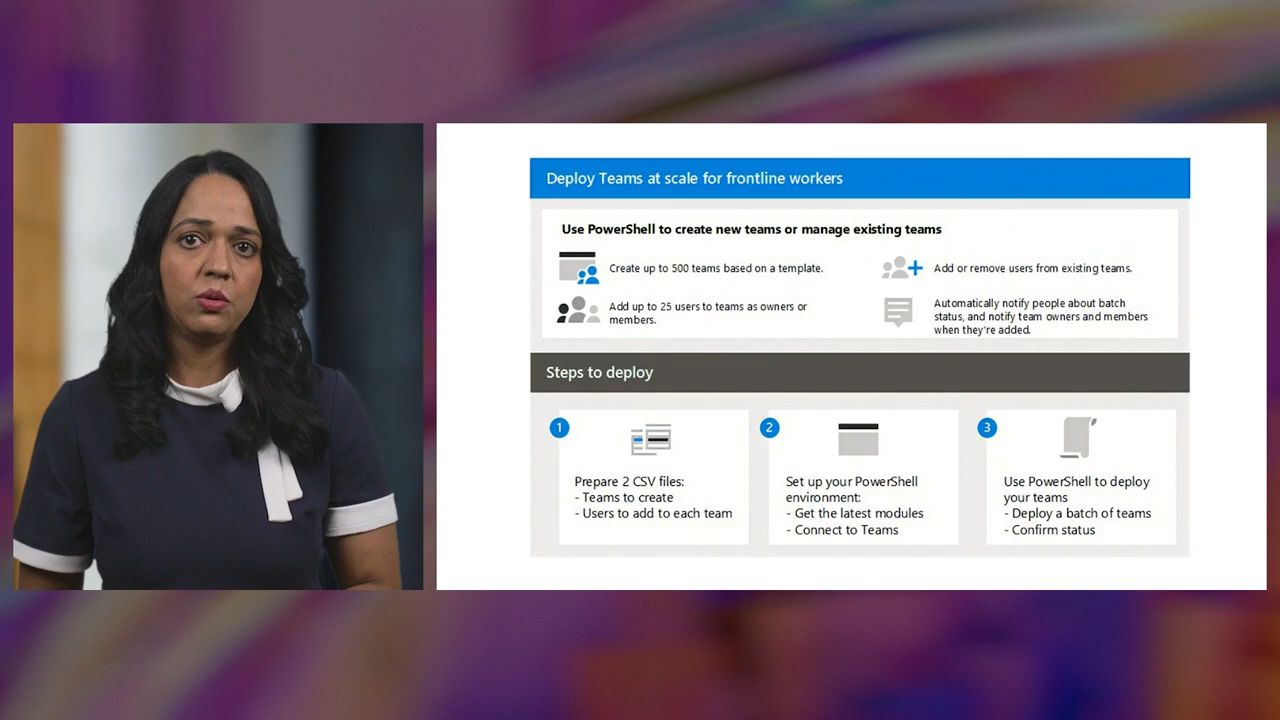 Deploy Teams at scale for frontline workers
Use PowerShell to create new teams or manage existing teams
Create up to 500 teams based on a template.
Add or remove users from existing teams.
Add up to 25 users to teams as owners or
members.
Automatically notify people about batch
status, and notify team owners and members
when they're added.
Steps to deploy
1
Prepare 2 CSV files:
- Teams to create
- Users to add to each team
2
Set up your PowerShell
environment:
- Get the latest modules
- Connect to Teams
3
Use PowerShell to deploy
your teams
- Deploy a batch of teams
- Confirm status